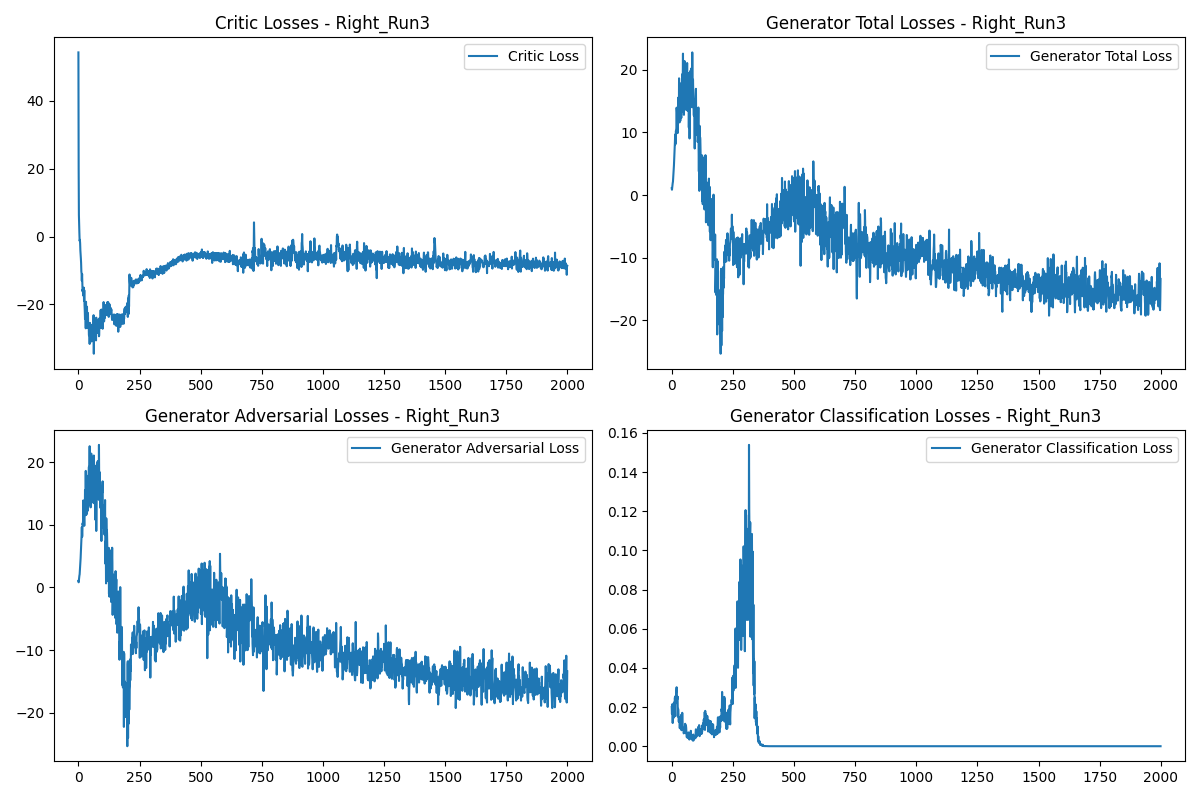 Critic Losses - Right_Run3
Critic Loss
40
20
0
−20
0 250 500 750 1000 1250 1500 1750 2000
Generator Total Losses - Right_Run3
Generator Total Loss
20
10
0
−10
−20
0 250 500 750 1000 1250 1500 1750 2000
Generator Adversarial Losses - Right_Run3
Generator Adversarial Loss
20
10
0
−10
−20
0 250 500 750 1000 1250 1500 1750 2000
Generator Classification Losses - Right_Run3
Generator Classification Loss
0.16
0.14
0.12
0.10
0.08
0.06
0.04
0.02
0.00
0 250 500 750 1000 1250 1500 1750 2000